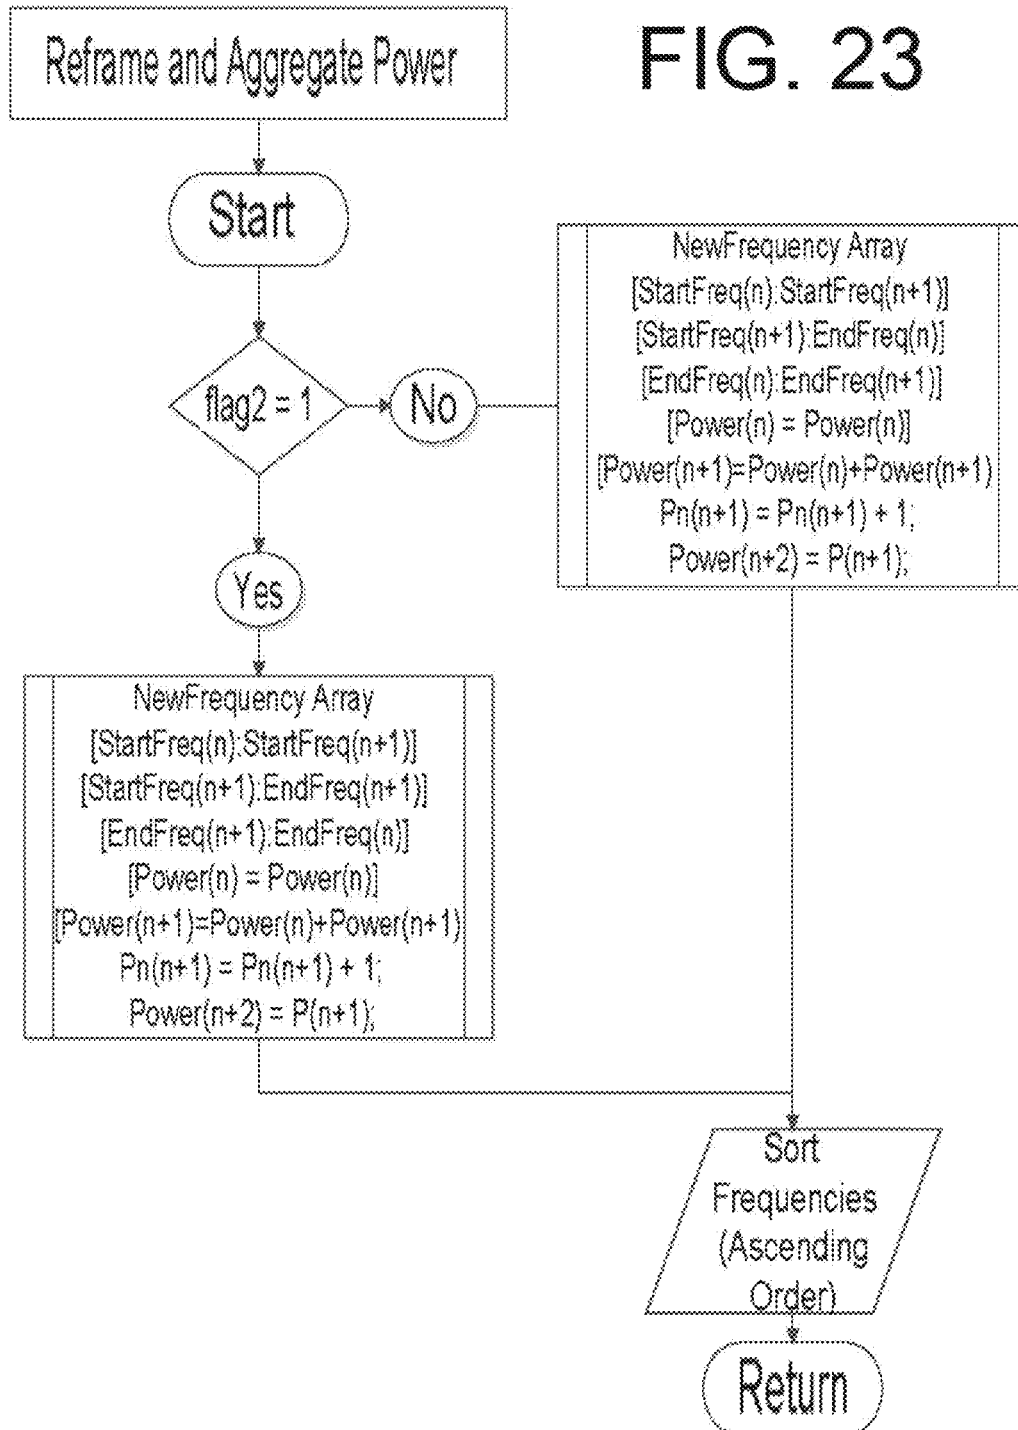 Reframe and Aggregate Power
FIG. 23
Start
flag2 = 1
No
NewFrequency Array
[StartFreq(n):StartFreq(n+1)]
[StartFreq(n+1):EndFreq(n)]
[EndFreq(n):EndFreq(n+1)]
[Power(n) = Power(n)]
[Power(n+1)=Power(n)+Power(n+1)
Pn(n+1) = Pn(n+1) + 1;
Power(n+2) = P(n+1);
Yes
NewFrequency Array
[StartFreq(n):StartFreq(n+1)]
[StartFreq(n+1):EndFreq(n+1)]
[EndFreq(n+1):EndFreq(n)]
[Power(n) = Power(n)]
[Power(n+1)=Power(n)+Power(n+1)
Pn(n+1) = Pn(n+1) + 1;
Power(n+2) = P(n+1);
Sort
Frequencies
(Ascending
Order)
Return